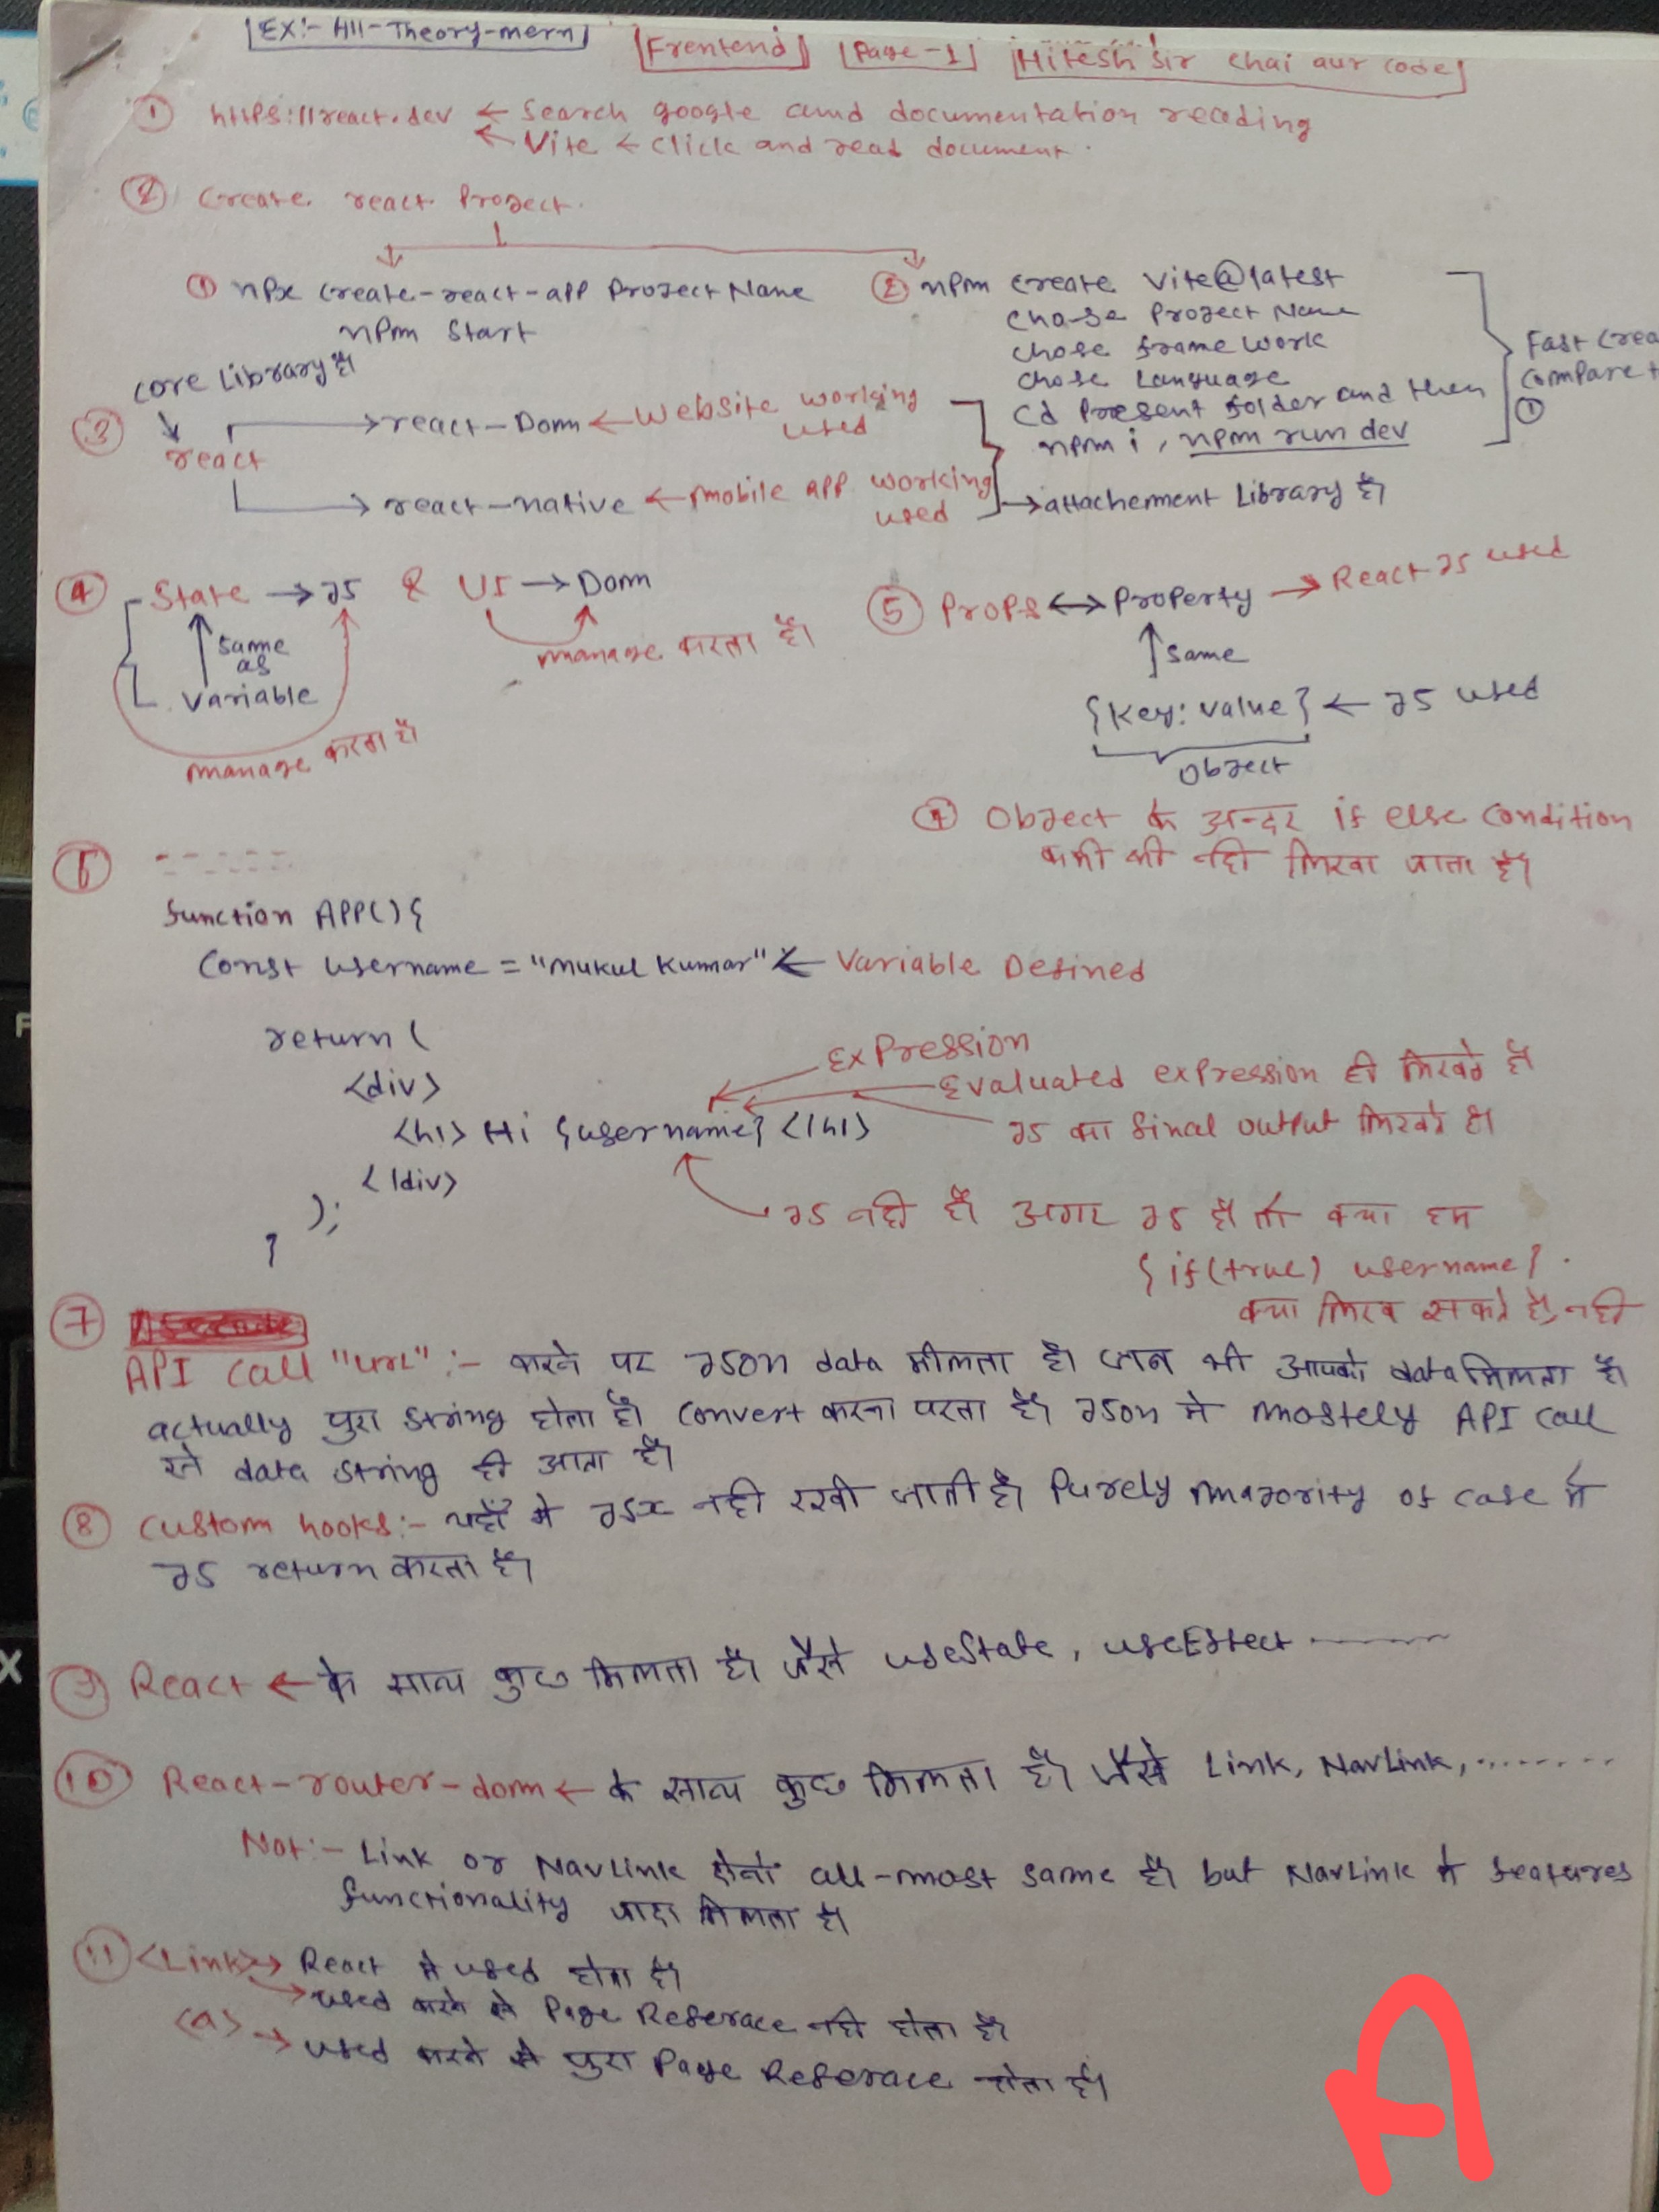 EX:- All-Theory-mern
Frentend
Page-1
Hitesh sir chai aur code
① https://react.dev ← Search google and documentation reading
← Vite ← Click and read document.
② Create react Project.
① npx create-react-app Project Name
npm Start
② npm create Vite@latest
Chose Project Name
Chose frame work
Chose Language
Cd Present folder and then
npm i, npm run dev
Fast Crea
Compare t
①
Core Library है।
③ react
→ react-Dom ← Website working
used
→ react-native ← mobile app working
used
→ attachement Library है।
④ State → JS & UI → Dom
Same
as
Variable
manage करता है।
manage करता है
⑤ Props ↔ Property → React JS used
Same
{Key: value} ← JS used
Object
① Object के अन्दर if else Condition
कभी भी नही लिखा जाता है।
⑥ - - - - - -
function APP(){
Const username = "Mukul Kumar" ← Variable Defined
return (
<div>
<h1> Hi {username} </h1>
</div>
);
}
Expression
Evaluated expression ही लिखते है
JS का final output लिखते है।
JS नही है अगर JS है तो क्या हम
{if(true) username}.
क्या लिख सकते है, नही
⑦
API call "url":- करने पर JSON data मीलता है। जब भी आपको data मिलता है।
actually पुरा string होता है। Convert करना परता है। JSON मे mostely API call
से data string ही आता है।
⑧ Custom hooks:- यहाँ मे JSX नही रखी जाती है। Purely majority of case में
JS return करता है।
⑨ React ← के साथ कुछ मिलता है। जैसे useState, useEffect
⑩ React-router-dom ← के साथ कुछ मिलता है। जैसे Link, NavLink, .......
Not:- Link or NavLink दोनो all-most same है। but NavLink में features
functionality जादा मिलता है।
⑪ <Link> → React मे used होता है।
→ used करने से Page Referace नही होता है।
<a> → used करने से पुरा Page Referace होता है।
A